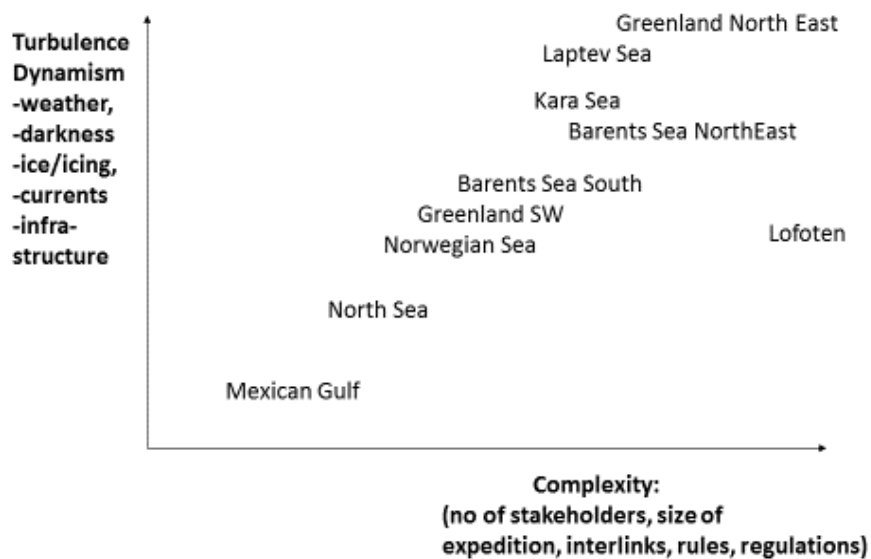 Turbulence
Dynamism
-weather,
-darkness
-ice/icing,
-currents
-infra-
structure
Greenland North East
Laptev Sea
Kara Sea
Barents Sea NorthEast
Barents Sea South
Greenland SW
Norwegian Sea
Lofoten
North Sea
Mexican Gulf
Complexity:
(no of stakeholders, size of
expedition, interlinks, rules, regulations)